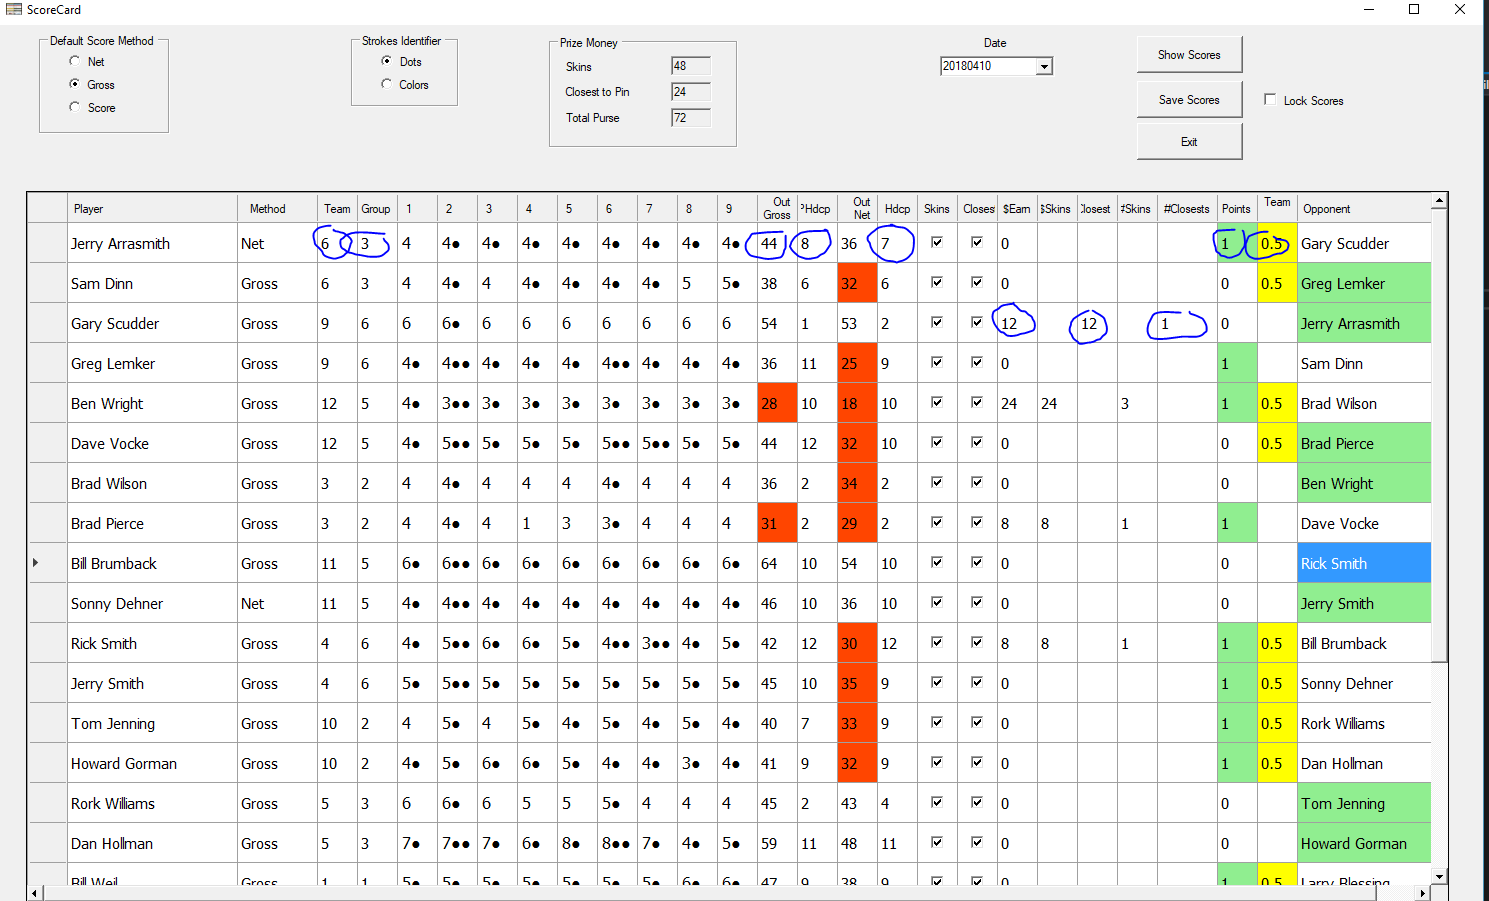 ScoreCard
Default Score Method
Net
Gross
Score
Strokes Identifier
Dots
Colors
Prize Money
Skins 48
Closest to Pin 24
Total Purse 72
Date
20180410
Show Scores
Save Scores
Exit
Lock Scores
Player Method Team Group 1 2 3 4 5 6 7 8 9 Out Gross Hdcp Out Net Hdcp Skins Closes $Earn $Skins Closest #Skins #Closests Points Team Opponent
Jerry Arrasmith Net 6 3 4 4● 4● 4● 4● 4● 4● 4● 4● 44 8 36 7 0 1 0.5 Gary Scudder
Sam Dinn Gross 6 3 4 4● 4 4● 4● 4● 4● 5 5● 38 6 32 6 0 0 0.5 Greg Lemker
Gary Scudder Gross 9 6 6 6● 6 6 6 6 6 6 6 54 1 53 2 12 12 1 0 Jerry Arrasmith
Greg Lemker Gross 9 6 4● 4●● 4● 4● 4● 4●● 4● 4● 4● 36 11 25 9 0 1 Sam Dinn
Ben Wright Gross 12 5 4● 3●● 3● 3● 3● 3● 3● 3● 3● 28 10 18 10 24 24 3 1 0.5 Brad Wilson
Dave Vocke Gross 12 5 4● 5●● 5● 5● 5● 5●● 5●● 5● 5● 44 12 32 10 0 0 0.5 Brad Pierce
Brad Wilson Gross 3 2 4 4● 4 4 4 4● 4 4 4 36 2 34 2 0 0 Ben Wright
Brad Pierce Gross 3 2 4 4● 4 1 3 3● 4 4 4 31 2 29 2 8 8 1 1 Dave Vocke
Bill Brumback Gross 11 5 6● 6●● 6● 6● 6● 6● 6● 6● 6● 64 10 54 10 0 0 Rick Smith
Sonny Dehner Net 11 5 4● 4●● 4● 4● 4● 4● 4● 4● 4● 46 10 36 10 0 0 Jerry Smith
Rick Smith Gross 4 6 4● 5●● 6● 6● 5● 4●● 3●● 4● 5● 42 12 30 12 8 8 1 1 0.5 Bill Brumback
Jerry Smith Gross 4 6 5● 5●● 5● 5● 5● 5● 5● 5● 5● 45 10 35 9 0 1 0.5 Sonny Dehner
Tom Jenning Gross 10 2 4 5● 4 5● 4● 5● 4● 5● 4● 40 7 33 9 0 1 0.5 Rork Williams
Howard Gorman Gross 10 2 4● 5● 6● 6● 5● 4● 4● 3● 4● 41 9 32 9 0 1 0.5 Dan Hollman
Rork Williams Gross 5 3 6 6● 6 5 5 5● 4 4 4 45 2 43 4 0 0 Tom Jenning
Dan Hollman Gross 5 3 7● 7●● 7● 6● 8● 8●● 7● 4● 5● 59 11 48 11 0 0 Howard Gorman
Bill Weil Gross 1 1 5● 5● 5● 5● 5● 5● 5● 6● 6● 47 9 38 9 0 1 0.5 Larry Blessing